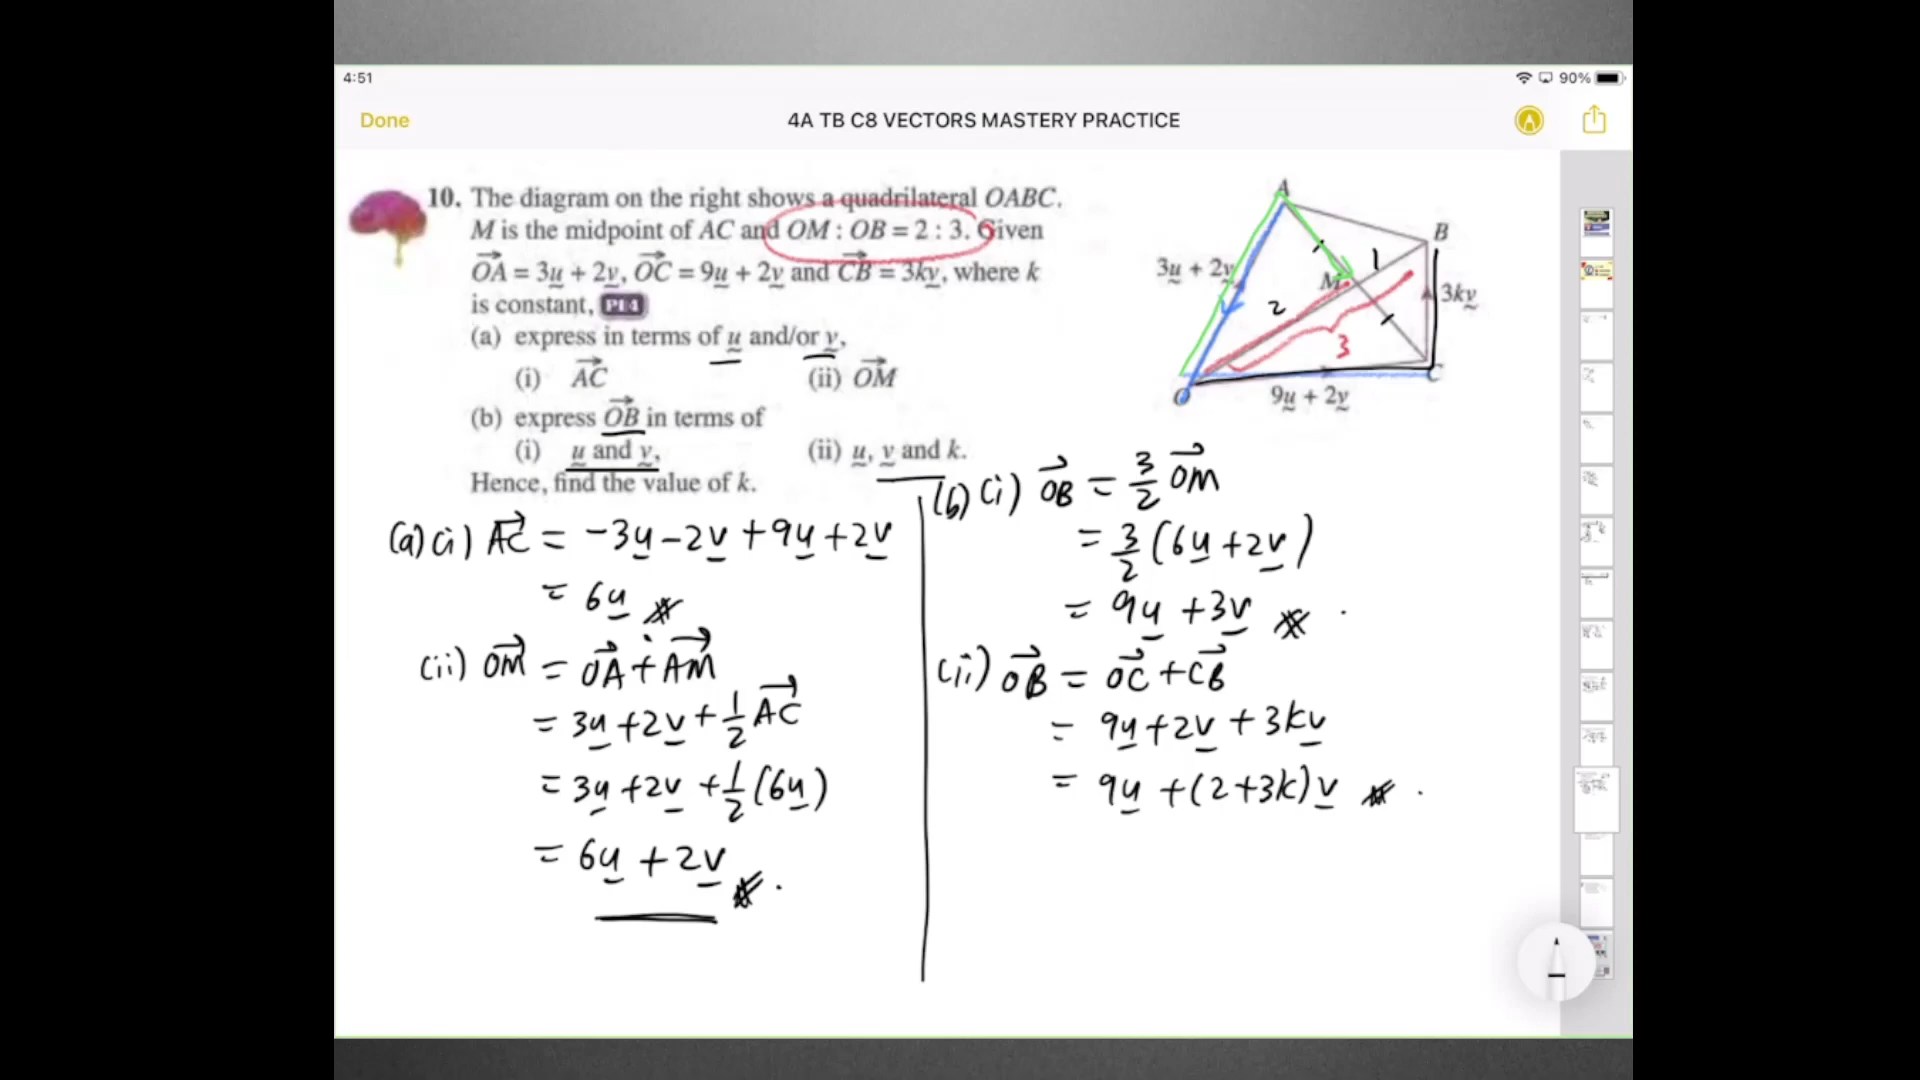 4:51
90%
Done
4A TB C8 VECTORS MASTERY PRACTICE
10. The diagram on the right shows a quadrilateral OABC.
M is the midpoint of AC and OM : OB = 2 : 3. Given
OA = 3u + 2v, OC = 9u + 2v and CB = 3kv, where k
is constant, PL4
(a) express in terms of u and/or v,
(i) AC (ii) OM
(b) express OB in terms of
(i) u and v, (ii) u, v and k.
Hence, find the value of k.
A
B
3u + 2v
M
1
3kv
2
3
O
C
9u + 2v
(a)(i) AC = -3u - 2v + 9u + 2v
= 6u
(ii) OM = OA + AM
= 3u + 2v + 1/2 AC
= 3u + 2v + 1/2 (6u)
= 6u + 2v
(b)(i) OB = 3/2 OM
= 3/2 (6u + 2v)
= 9u + 3v
(ii) OB = OC + CB
= 9u + 2v + 3kv
= 9u + (2+3k)v